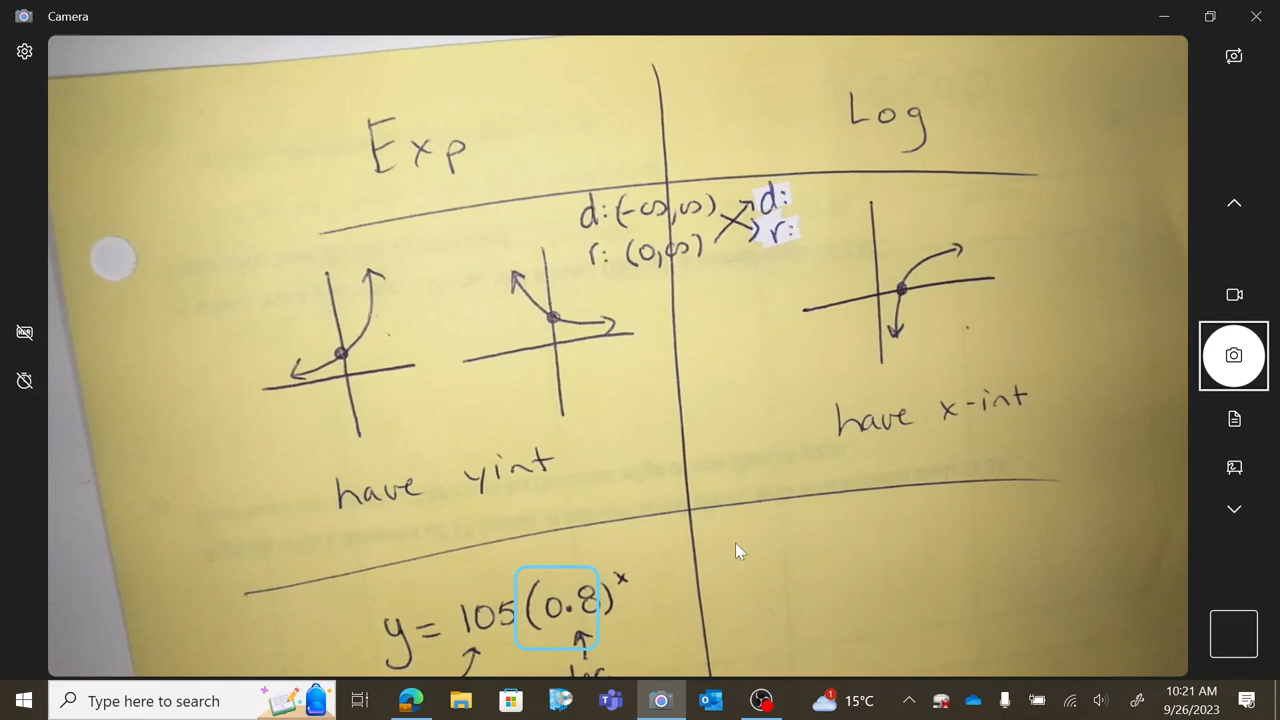 Camera
Exp
Log
d: (-∞, ∞)
d:
r: (0, ∞)
r:
have yint
have x-int
y = 105(0.8)^x
Type here to search
15°C
10:21 AM
9/26/2023
1